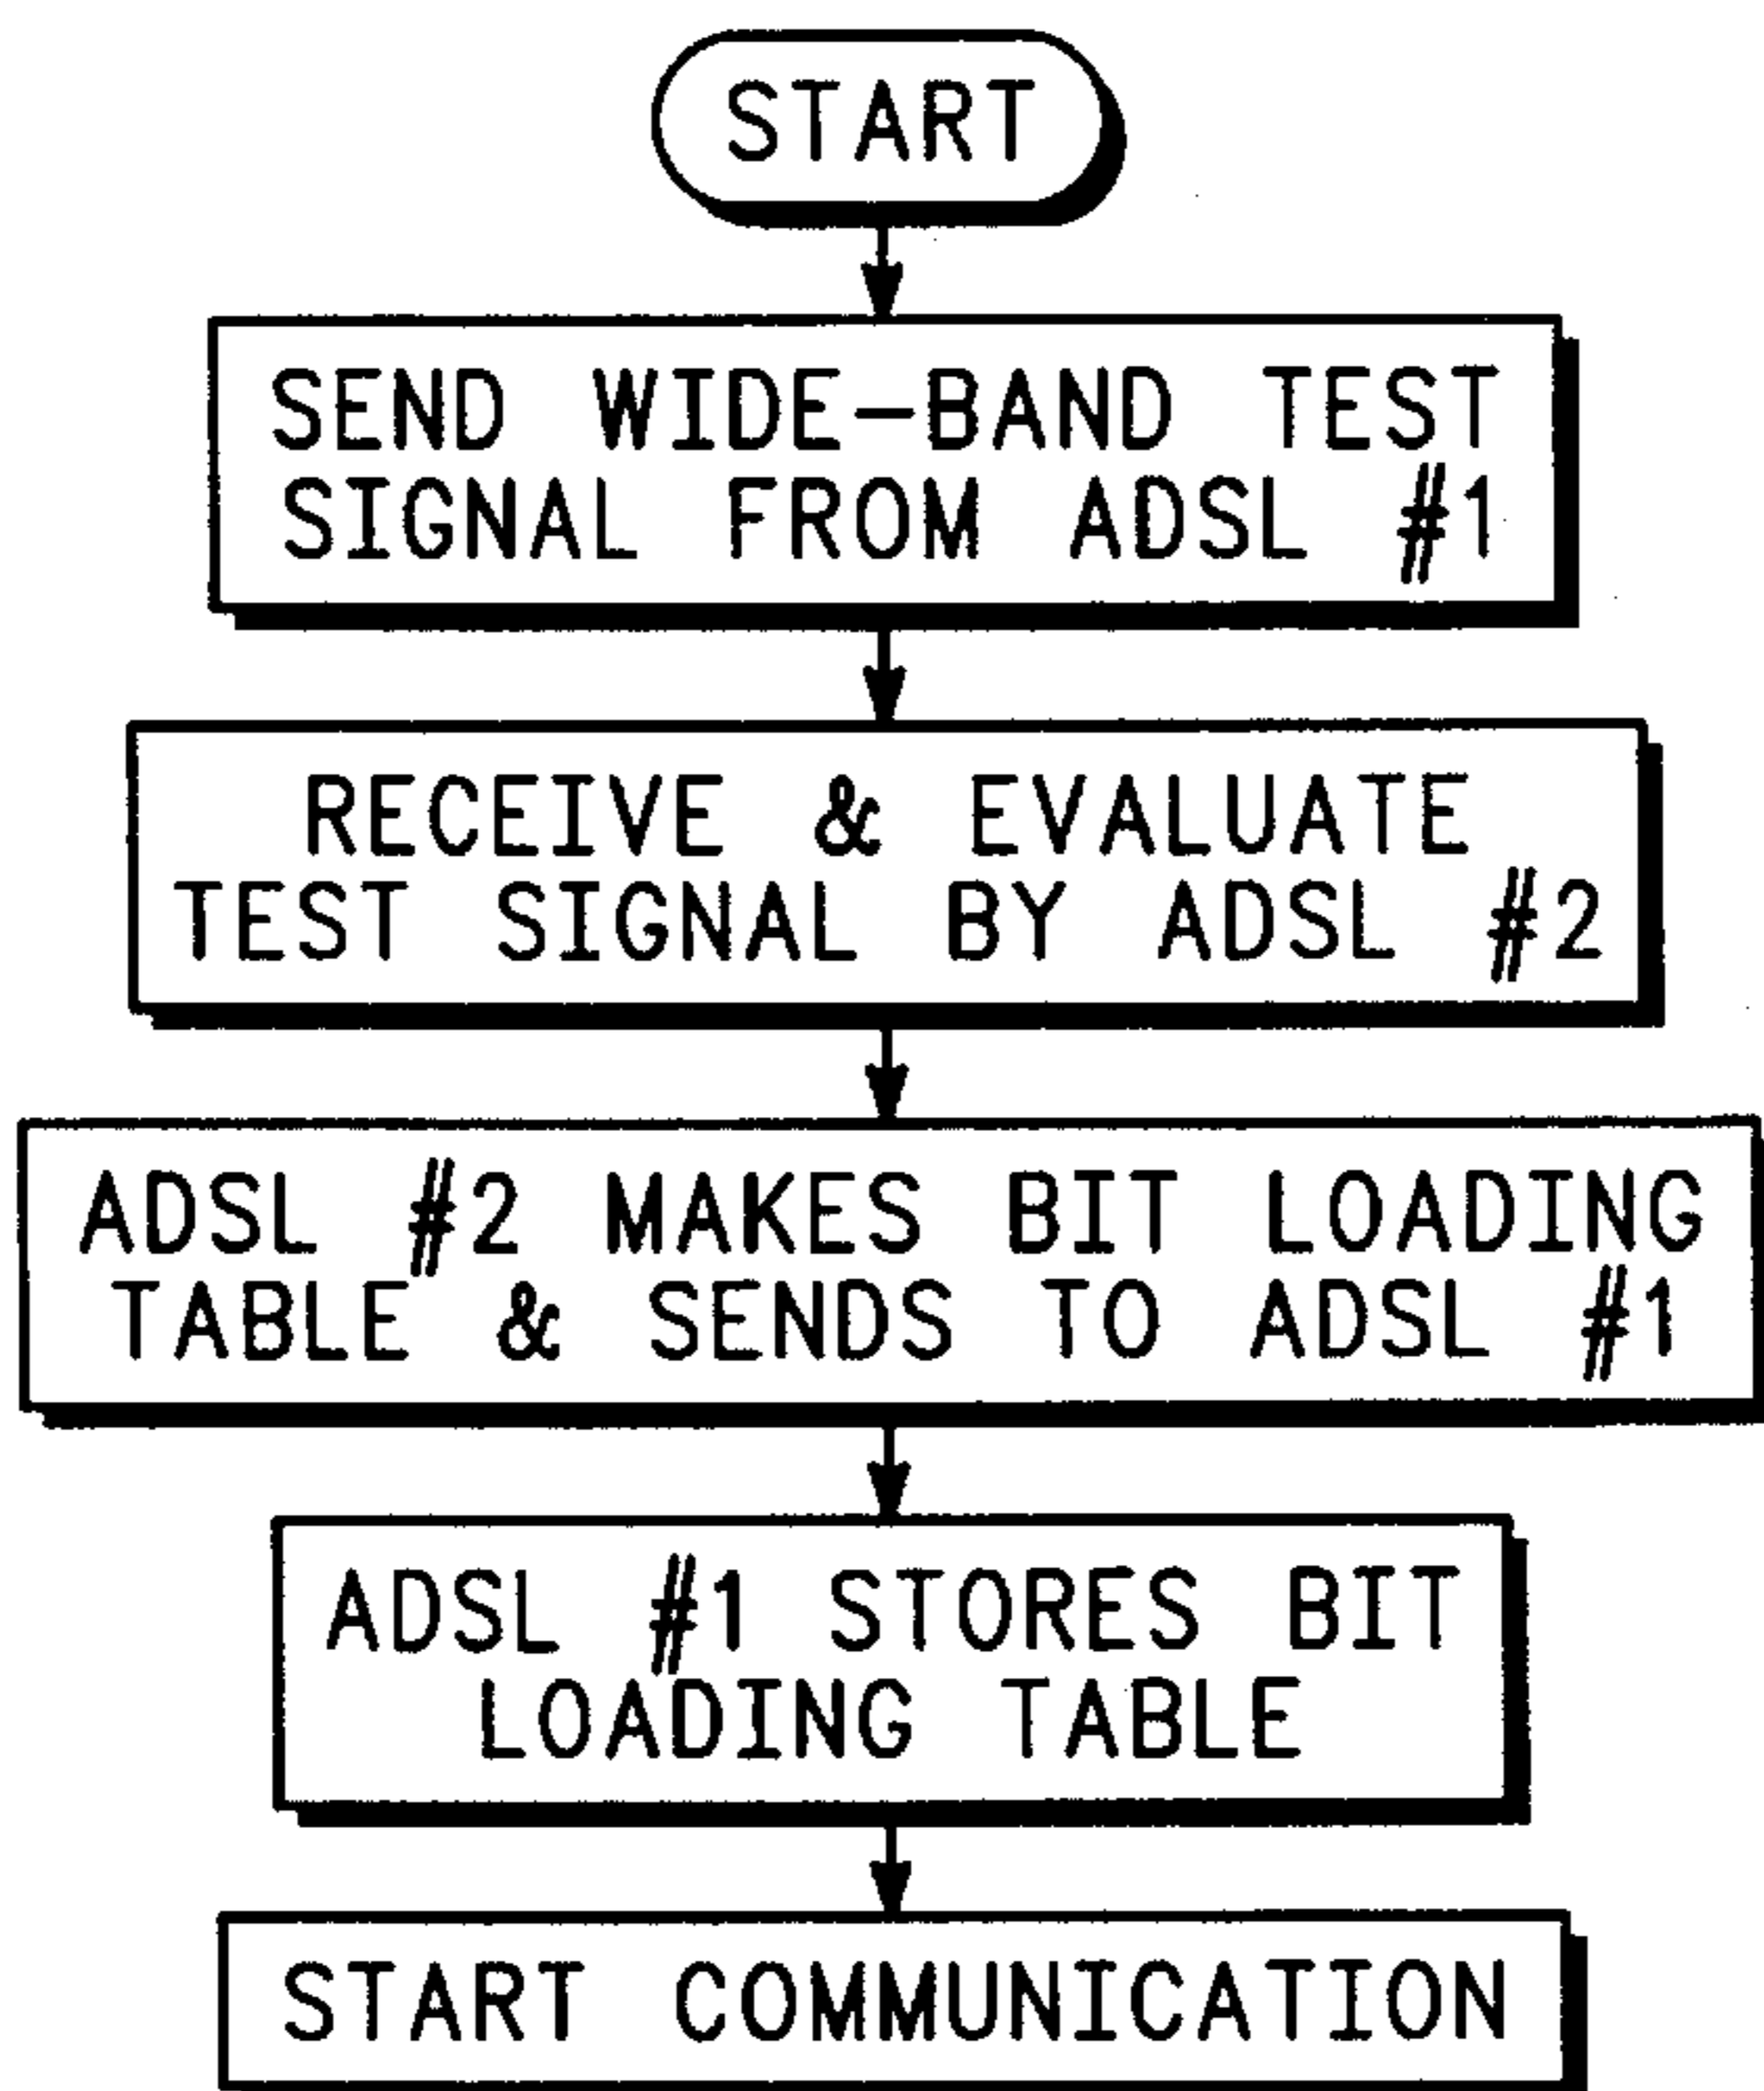 START
SEND WIDE-BAND TEST
SIGNAL FROM ADSL #1
RECEIVE & EVALUATE
TEST SIGNAL BY ADSL #2
ADSL #2 MAKES BIT LOADING
TABLE & SENDS TO ADSL #1
ADSL #1 STORES BIT
LOADING TABLE
START COMMUNICATION